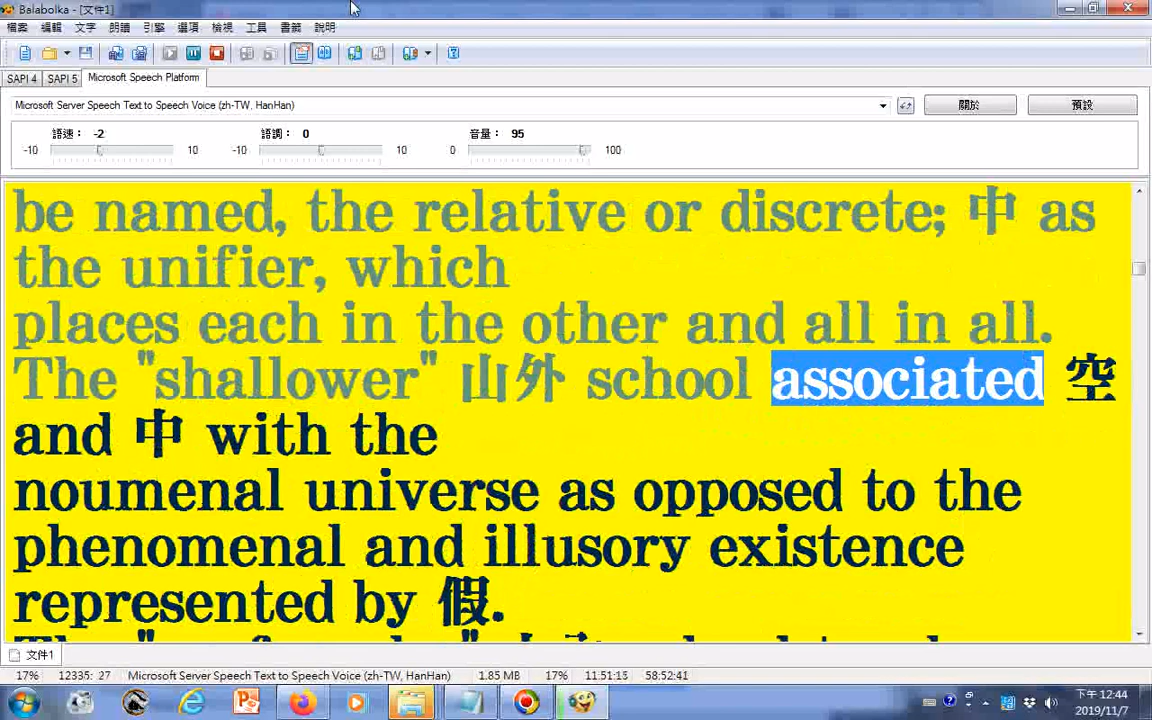 Balabolka - [文件1]
檔案 編輯 文字 朗讀 引擎 選項 檢視 工具 書籤 說明
SAPI 4 SAPI 5 Microsoft Speech Platform
Microsoft Server Speech Text to Speech Voice (zh-TW, HanHan) 關於 預設
語速： -2 語調： 0 音量： 95
-10 10 -10 10 0 100
be named, the relative or discrete; 中 as
the unifier, which
places each in the other and all in all.
The "shallower" 山外 school associated 空
and 中 with the
noumenal universe as opposed to the
phenomenal and illusory existence
represented by 假.
文件1
17% 12335: 27 Microsoft Server Speech Text to Speech Voice (zh-TW, HanHan) 1.85 MB 17% 11:51:13 58:52:41
下午 12:44
2019/11/7